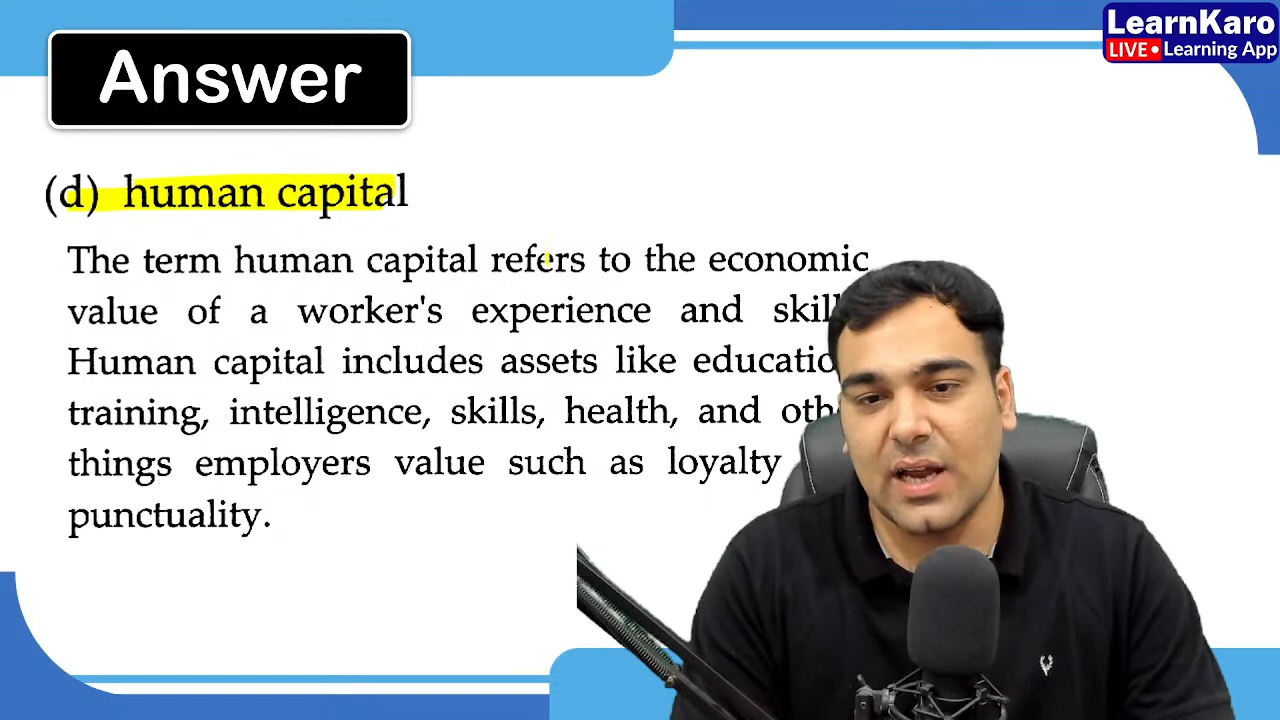 LearnKaro
LIVE • Learning App
Answer
(d) human capital
The term human capital refers to the economic
value of a worker's experience and
Human capital includes assets like
training, intelligence, skills, health, and
things employers value such as loyalty
punctuality.